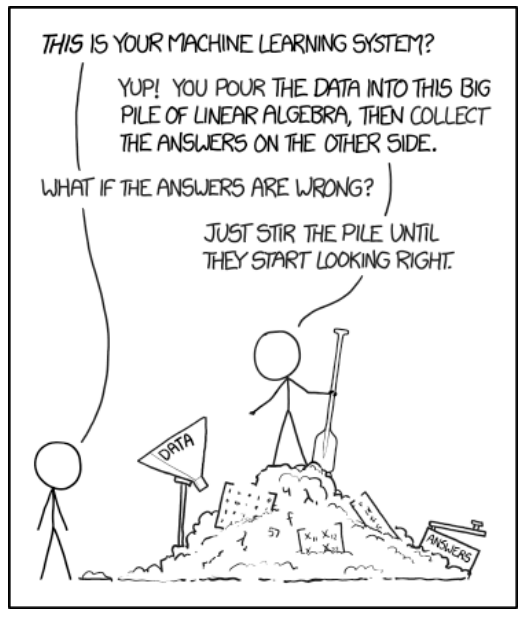 THIS IS YOUR MACHINE LEARNING SYSTEM?
YUP! YOU POUR THE DATA INTO THIS BIG
PILE OF LINEAR ALGEBRA, THEN COLLECT
THE ANSWERS ON THE OTHER SIDE.
WHAT IF THE ANSWERS ARE WRONG?
JUST STIR THE PILE UNTIL
THEY START LOOKING RIGHT.
DATA
ANSWERS